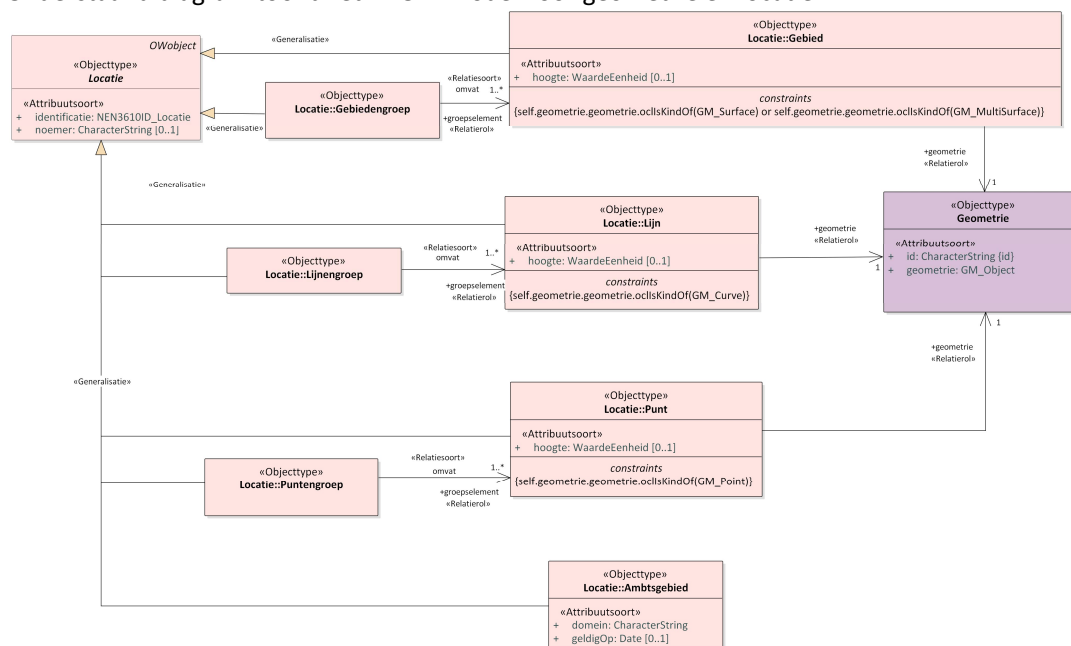 OWobject
«Objecttype»
Locatie
«Attribuutsoort»
+ identificatie: NEN3610ID_Locatie
+ noemer: CharacterString [0..1]
«Generalisatie»
«Objecttype»
Locatie::Gebied
«Attribuutsoort»
+ hoogte: WaardeEenheid [0..1]
constraints
{self.geometrie.geometrie.oclIsKindOf(GM_Surface) or self.geometrie.geometrie.oclIsKindOf(GM_MultiSurface)}
«Objecttype»
Locatie::Gebiedengroep
«Generalisatie»
«Relatiesoort»
omvat
1..*
+groepselement
«Relatierol»
+geometrie
«Relatierol»
1
«Generalisatie»
«Objecttype»
Locatie::Lijn
«Attribuutsoort»
+ hoogte: WaardeEenheid [0..1]
constraints
{self.geometrie.geometrie.oclIsKindOf(GM_Curve)}
+geometrie
«Relatierol»
1
«Objecttype»
Geometrie
«Attribuutsoort»
+ id: CharacterString {id}
+ geometrie: GM_Object
«Objecttype»
Locatie::Lijnengroep
«Relatiesoort»
omvat
1..*
+groepselement
«Relatierol»
1
+geometrie
«Relatierol»
«Generalisatie»
«Objecttype»
Locatie::Punt
«Attribuutsoort»
+ hoogte: WaardeEenheid [0..1]
constraints
{self.geometrie.geometrie.oclIsKindOf(GM_Point)}
«Objecttype»
Locatie::Puntengroep
«Relatiesoort»
omvat
1..*
+groepselement
«Relatierol»
«Objecttype»
Locatie::Ambtsgebied
«Attribuutsoort»
+ domein: CharacterString
+ geldigOp: Date [0..1]